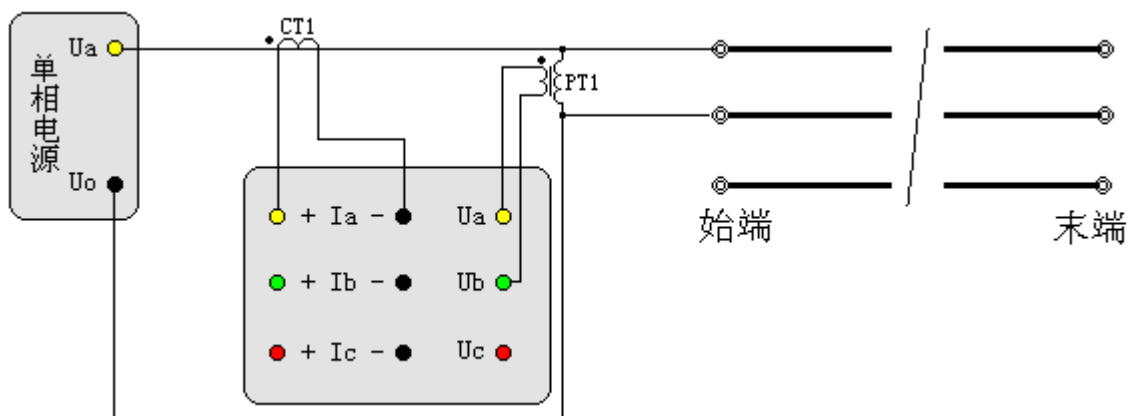 CT1
Ua
单相电源
PT1
Uo
+ Ia - Ua
始端
末端
+ Ib - Ub
+ Ic - Uc